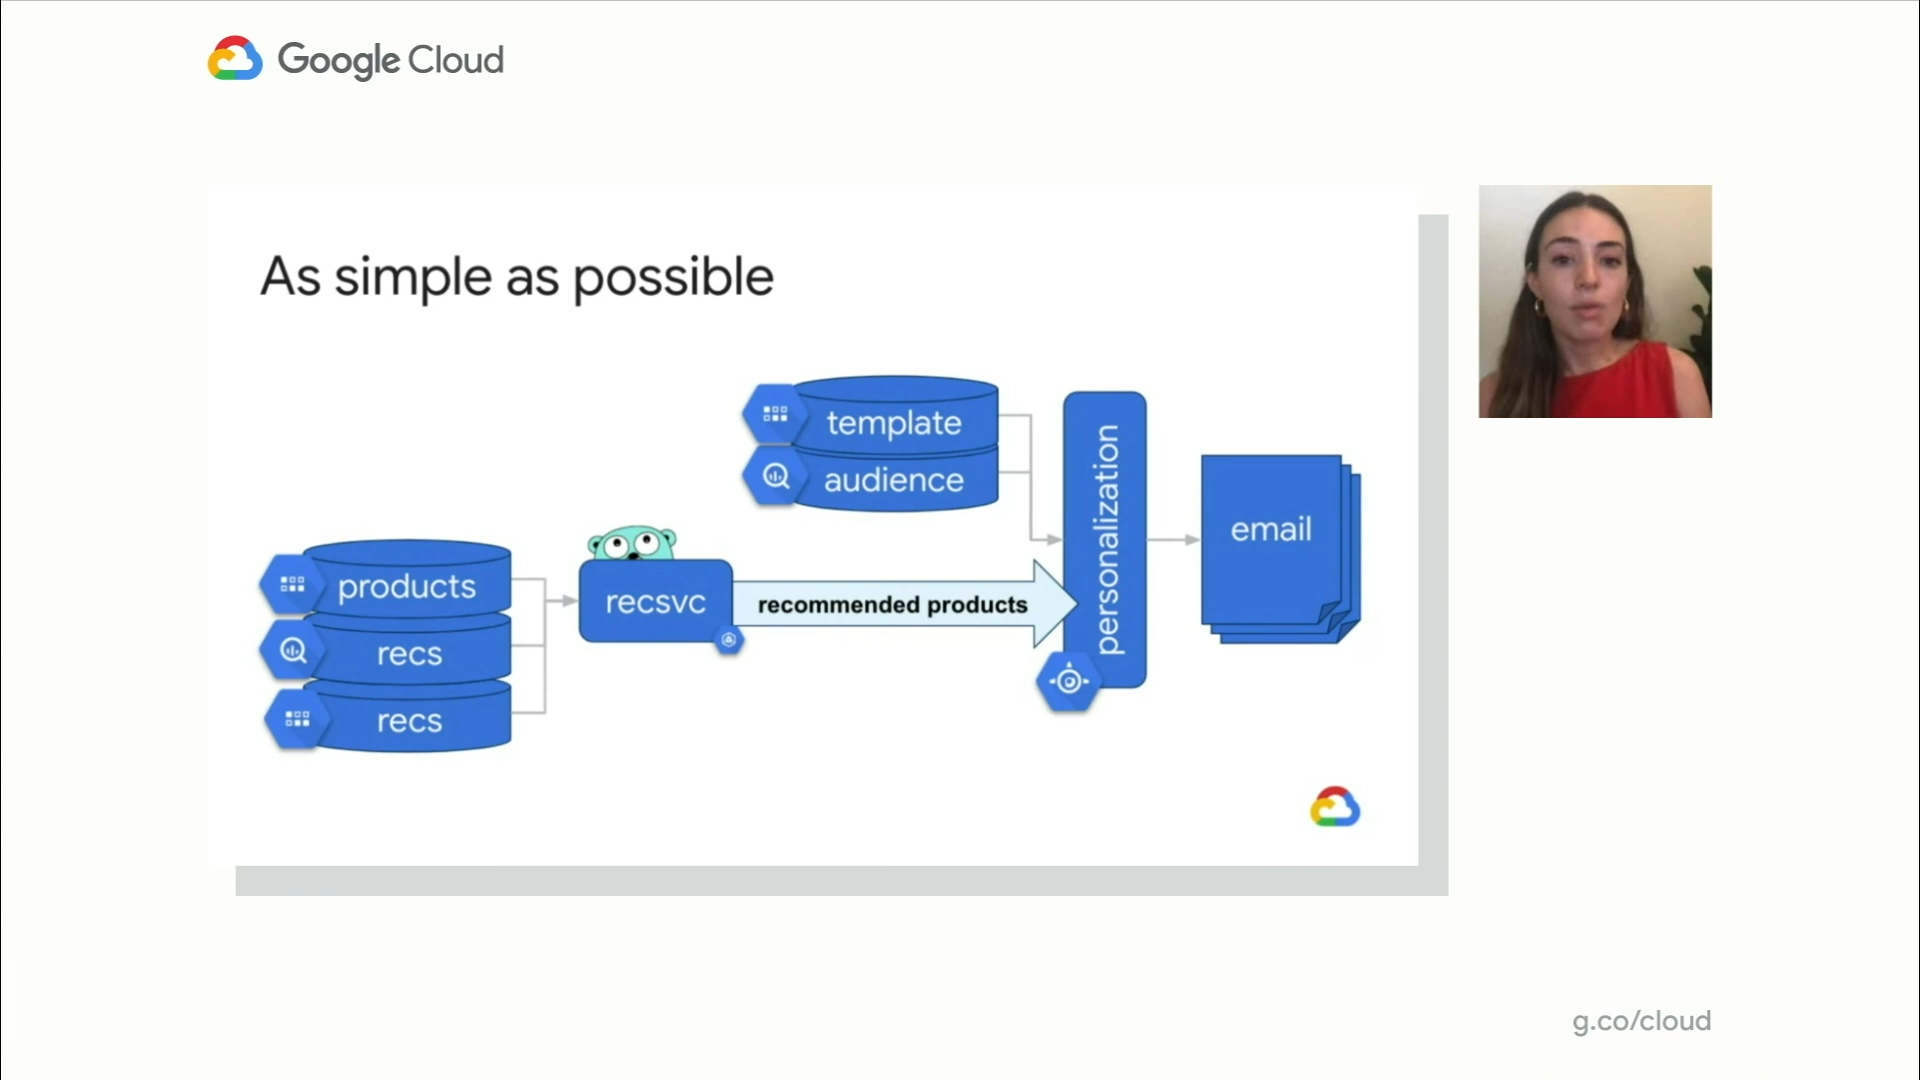 Google Cloud
As simple as possible
template
audience
products
recs
recs
recsvc
recommended products
personalization
email
g.co/cloud